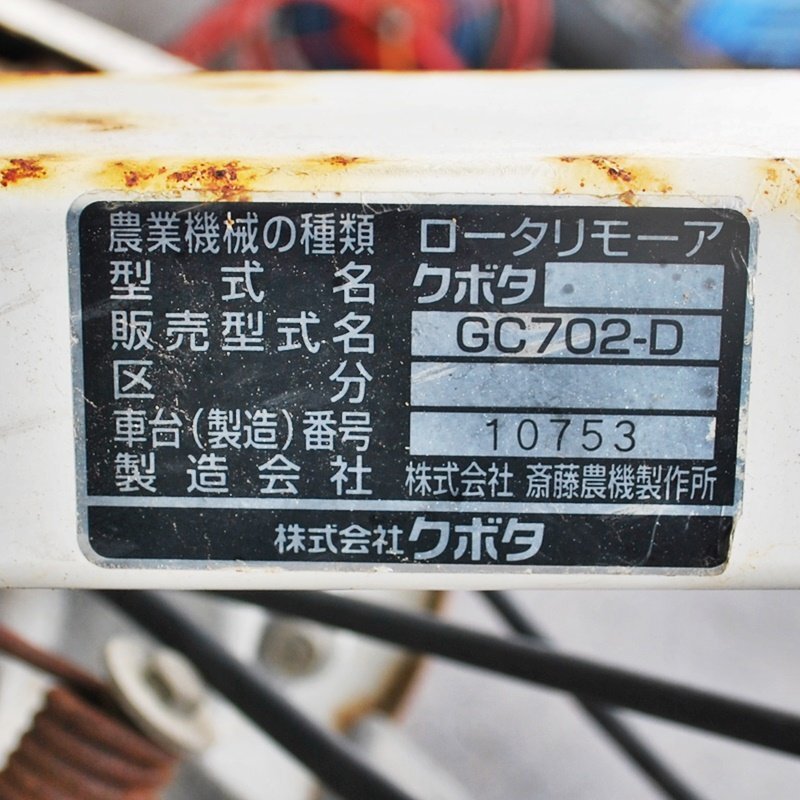 農業機械の種類 ロータリモーア
型式名 クボタ
販売型式名 GC702-D
区分
車台(製造)番号 10753
製造会社 株式会社 斎藤農機製作所
株式会社クボタ